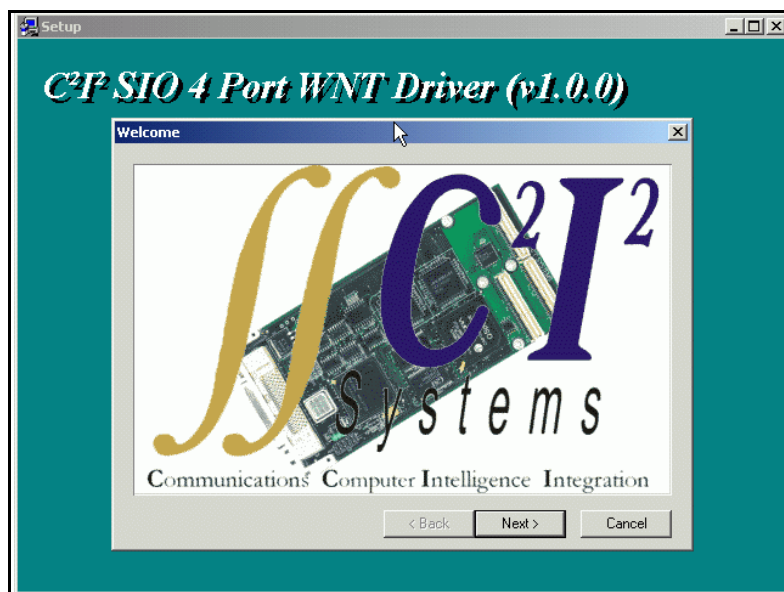 Setup
C²I² SIO 4 Port WNT Driver (v1.0.0)
Welcome
C²I²
Systems
Communications Computer Intelligence Integration
< Back
Next >
Cancel